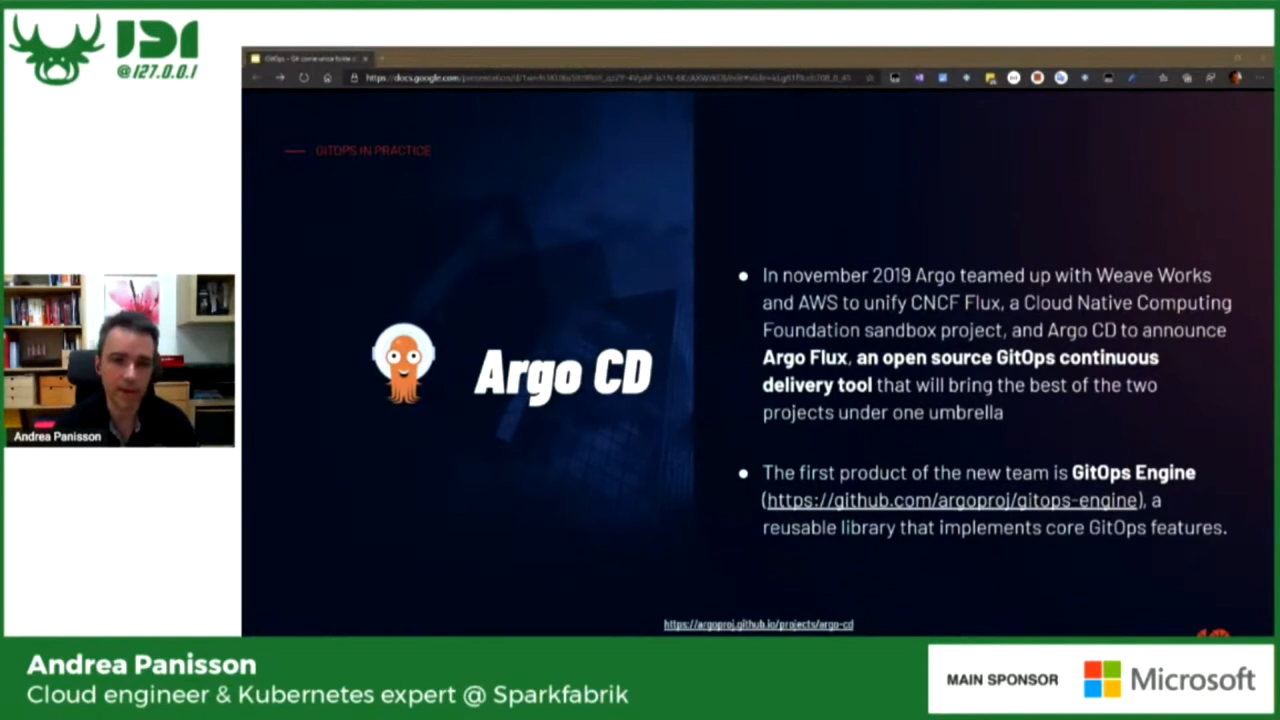 JDI
@127.0.0.1
GITOPS IN PRACTICE
Argo CD
● In november 2019 Argo teamed up with Weave Works
and AWS to unify CNCF Flux, a Cloud Native Computing
Foundation sandbox project, and Argo CD to announce
Argo Flux, an open source GitOps continuous
delivery tool that will bring the best of the two
projects under one umbrella
● The first product of the new team is GitOps Engine
(https://github.com/argoproj/gitops-engine), a
reusable library that implements core GitOps features.
https://argoproj.github.io/projects/argo-cd
Andrea Panisson
Andrea Panisson
Cloud engineer & Kubernetes expert @ Sparkfabrik
MAIN SPONSOR
Microsoft